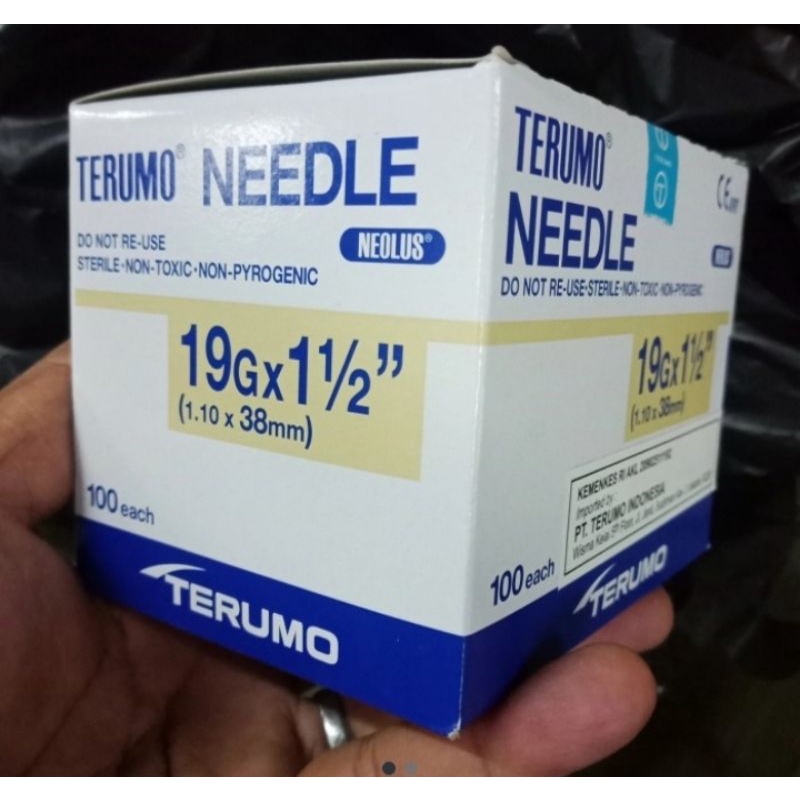 TERUMO® NEEDLE
NEOLUS®
DO NOT RE-USE
STERILE·NON-TOXIC·NON-PYROGENIC
19G x 1½”
(1.10 x 38mm)
100 each
TERUMO
TERUMO®
NEEDLE
DO NOT RE-USE·STERILE·NON-TOXIC·NON-PYROGENIC
19G x 1½”
(1.10 x 38mm)
KEMENKES RI AKL
Imported by :
PT. TERUMO INDONESIA
100 each
TERUMO